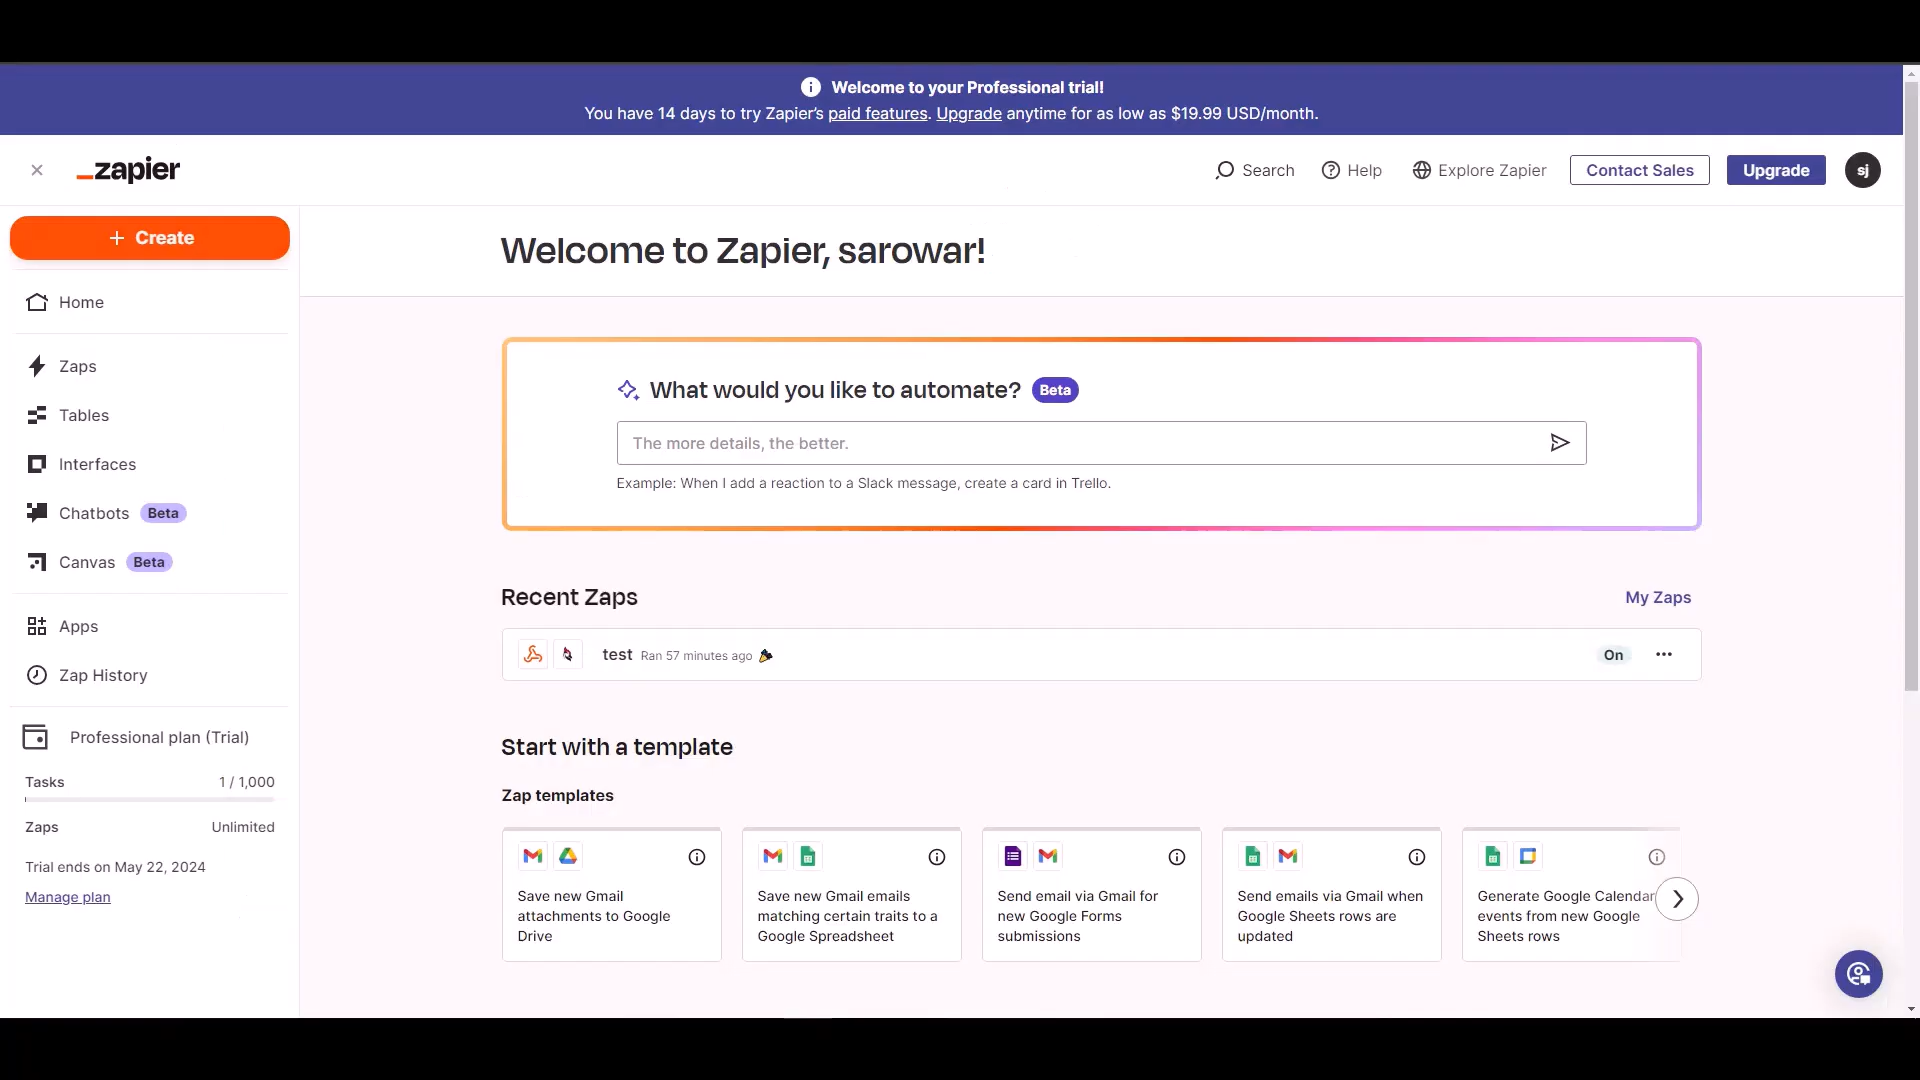 Welcome to your Professional trial!
You have 14 days to try Zapier’s paid features. Upgrade anytime for as low as $19.99 USD/month.
zapier
Search
Help
Explore Zapier
Contact Sales
Upgrade
sj
Create
Home
Zaps
Tables
Interfaces
Chatbots Beta
Canvas Beta
Apps
Zap History
Professional plan (Trial)
Tasks 1 / 1,000
Zaps Unlimited
Trial ends on May 22, 2024
Manage plan
Welcome to Zapier, sarowar!
What would you like to automate? Beta
The more details, the better.
Example: When I add a reaction to a Slack message, create a card in Trello.
Recent Zaps
My Zaps
test Ran 57 minutes ago
On
Start with a template
Zap templates
Save new Gmail
attachments to Google
Drive
Save new Gmail emails
matching certain traits to a
Google Spreadsheet
Send email via Gmail for
new Google Forms
submissions
Send emails via Gmail when
Google Sheets rows are
updated
Generate Google Calendar
events from new Google
Sheets rows